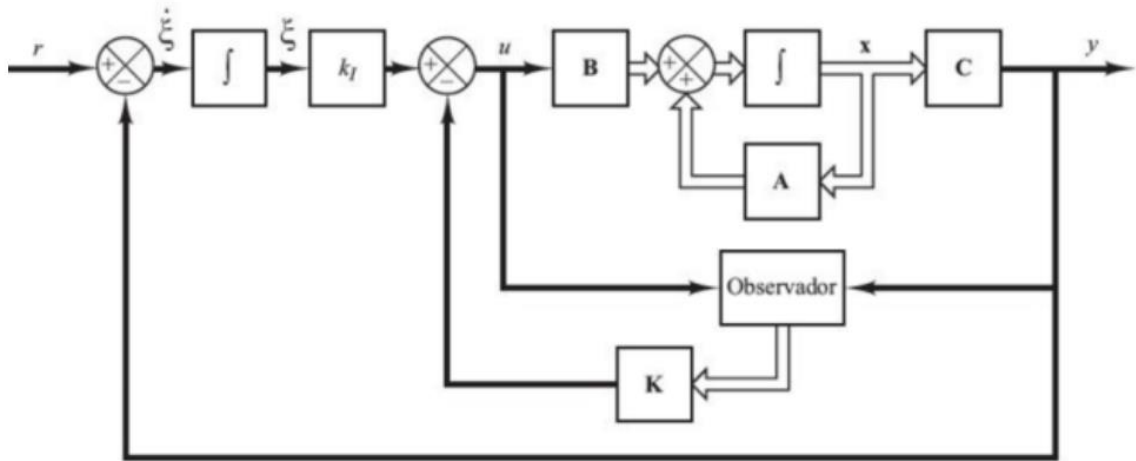 r
+
−
ξ̇
∫
ξ
k_I
+
−
u
B
+
+
∫
x
C
y
A
Observador
K